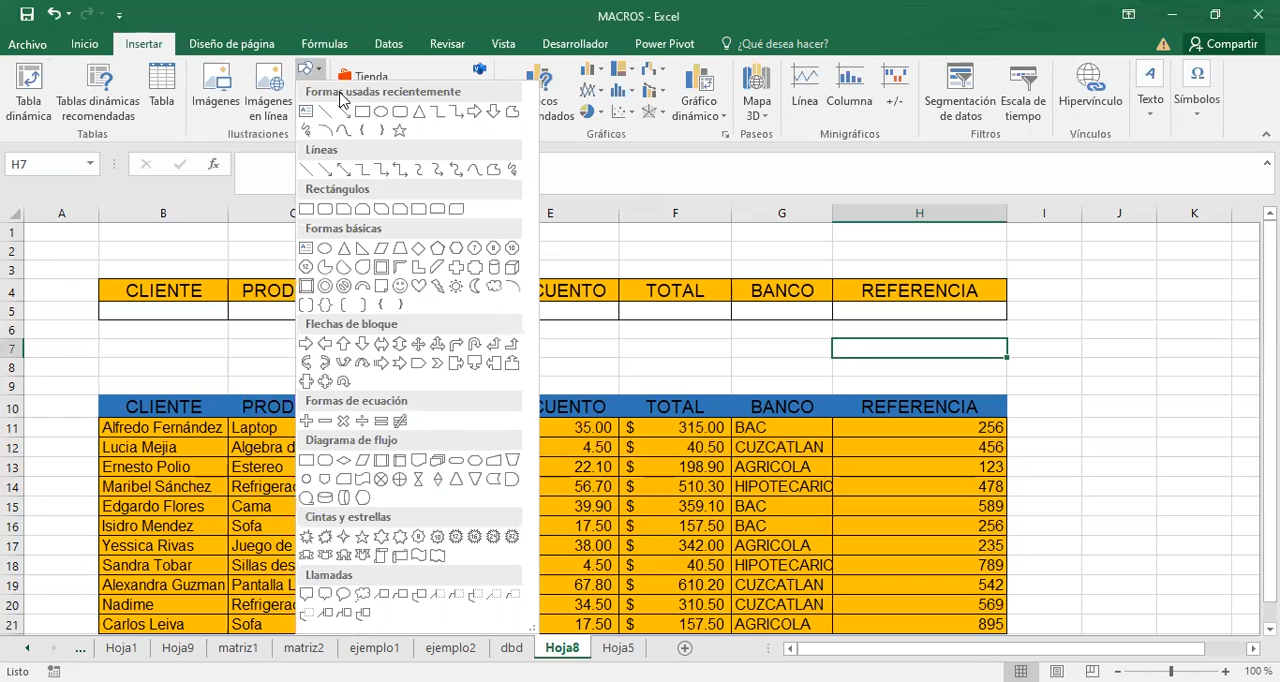 MACROS - Excel
Archivo Inicio Insertar Diseño de página Fórmulas Datos Revisar Vista Desarrollador Power Pivot ¿Qué desea hacer? Compartir
Tienda
Tabla dinámica
Tablas dinámicas recomendadas
Tabla
Imágenes
Imágenes en línea
Gráfico dinámico
Mapa 3D
Línea
Columna
+/-
Segmentación de datos
Escala de tiempo
Hipervínculo
Texto
Símbolos
Tablas Ilustraciones Gráficos Paseos Minigráficos Filtros Vínculos
H7 fx
Formas usadas recientemente
Líneas
Rectángulos
Formas básicas
Flechas de bloque
Formas de ecuación
Diagrama de flujo
Cintas y estrellas
Llamadas
A B C E F G H I J K
1
2
3
4 CLIENTE PROD CUENTO TOTAL BANCO REFERENCIA
5
6
7
8
9
10 CLIENTE PROD CUENTO TOTAL BANCO REFERENCIA
11 Alfredo Fernández Laptop 35.00 $ 315.00 BAC 256
12 Lucia Mejia Algebra d 4.50 $ 40.50 CUZCATLAN 456
13 Ernesto Polio Estereo 22.10 $ 198.90 AGRICOLA 123
14 Maribel Sánchez Refrigera 56.70 $ 510.30 HIPOTECARIO 478
15 Edgardo Flores Cama 39.90 $ 359.10 BAC 589
16 Isidro Mendez Sofa 17.50 $ 157.50 BAC 256
17 Yessica Rivas Juego de 38.00 $ 342.00 AGRICOLA 235
18 Sandra Tobar Sillas des 4.50 $ 40.50 HIPOTECARIO 789
19 Alexandra Guzman Pantalla L 67.80 $ 610.20 CUZCATLAN 542
20 Nadime Refrigera 34.50 $ 310.50 CUZCATLAN 569
21 Carlos Leiva Sofa 17.50 $ 157.50 AGRICOLA 895
... Hoja1 Hoja9 matriz1 matriz2 ejemplo1 ejemplo2 dbd Hoja8 Hoja5
Listo 100 %